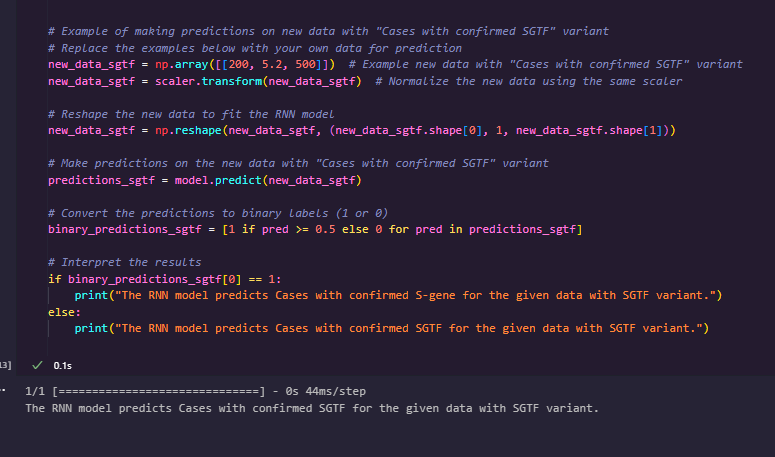 # Example of making predictions on new data with "Cases with confirmed SGTF" variant
# Replace the examples below with your own data for prediction
new_data_sgtf = np.array([[200, 5.2, 500]])  # Example new data with "Cases with confirmed SGTF" variant
new_data_sgtf = scaler.transform(new_data_sgtf)  # Normalize the new data using the same scaler
# Reshape the new data to fit the RNN model
new_data_sgtf = np.reshape(new_data_sgtf, (new_data_sgtf.shape[0], 1, new_data_sgtf.shape[1]))
# Make predictions on the new data with "Cases with confirmed SGTF" variant
predictions_sgtf = model.predict(new_data_sgtf)
# Convert the predictions to binary labels (1 or 0)
binary_predictions_sgtf = [1 if pred >= 0.5 else 0 for pred in predictions_sgtf]
# Interpret the results
if binary_predictions_sgtf[0] == 1:
    print("The RNN model predicts Cases with confirmed S-gene for the given data with SGTF variant.")
else:
    print("The RNN model predicts Cases with confirmed SGTF for the given data with SGTF variant.")
13] ✓ 0.1s
1/1 [==============================] - 0s 44ms/step
The RNN model predicts Cases with confirmed SGTF for the given data with SGTF variant.